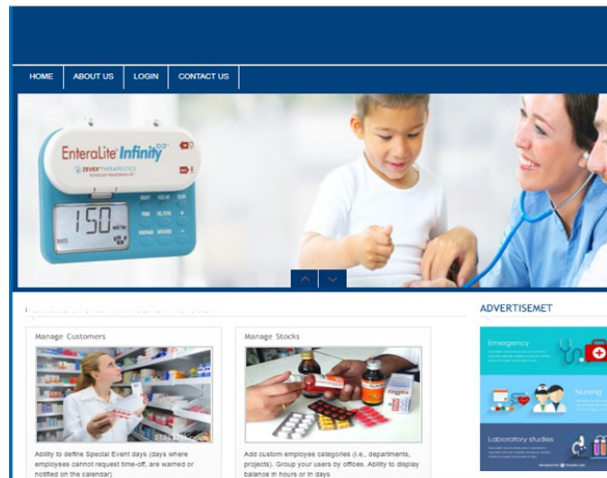 HOME ABOUT US LOGIN CONTACT US
EnteraLite Infinity
ZEVEX THERAPEUTICS
150
RATE
ADVERTISEMET
Manage Customers
Manage Stocks
Emergency
Nursing
Laboratory studies
Ability to define Special Event days (days where
employees cannot request time-off, are warned or
notified on the calendar)
Add custom employee categories (i.e., departments,
projects). Group your users by offices. Ability to display
balance in hours or in days